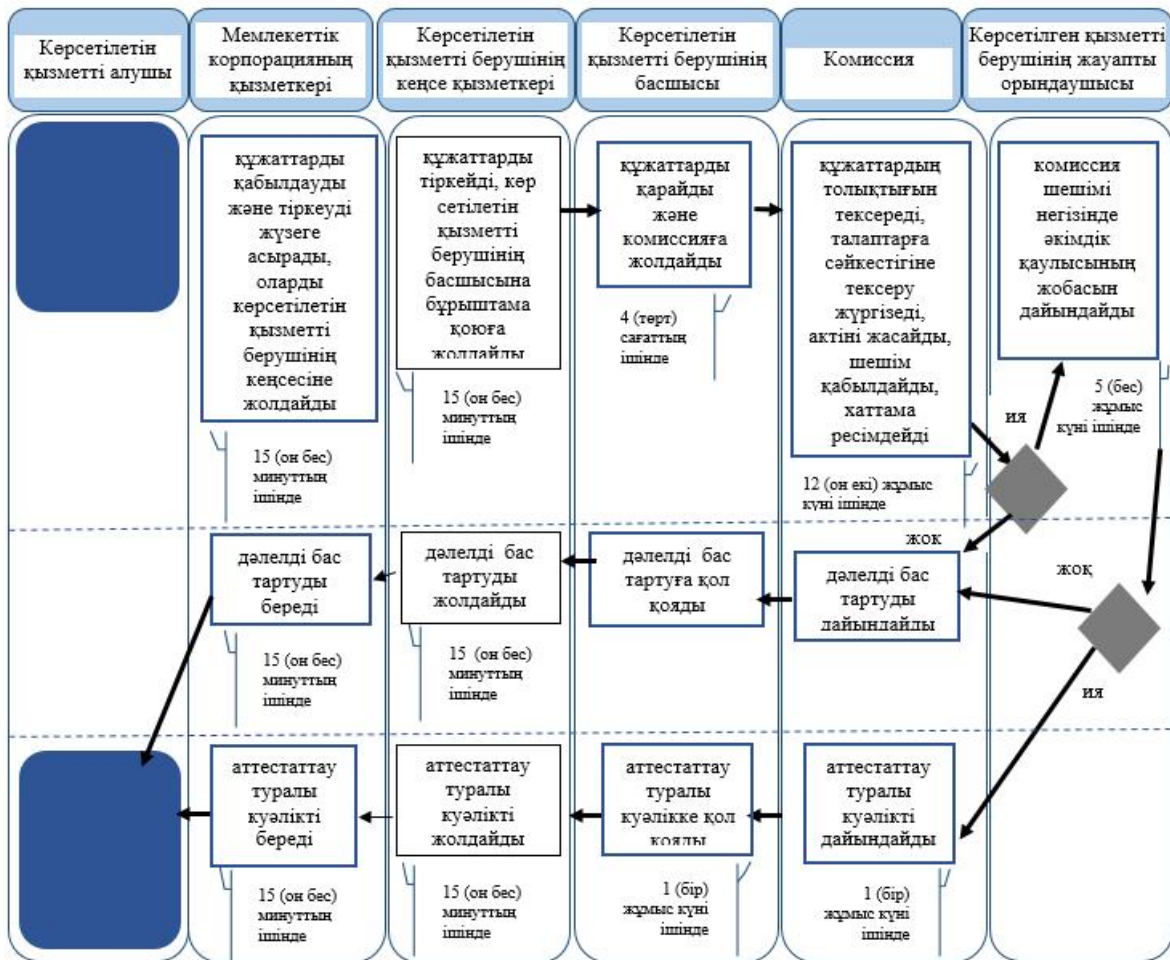 Көрсетілетін
қызметті алушы
Мемлекеттік
корпорацияның
қызметкері
Көрсетілетін
қызметті берушінің
кеңсе қызметкері
Көрсетілетін
қызметті берушінің
басшысы
Комиссия
Көрсетілген қызметті
берушінің жауапты
орындаушысы
құжаттарды
қабылдауды
және тіркеуді
жүзеге
асырады,
оларды
көрсетілетін
қызметті
берушінің
кеңсесіне
жолдайды
15 (он бес)
минуттың
ішінде
құжаттарды
тіркейді, көр
сетілетін
қызметті
берушінің
басшысына
бұрыштама
қоюға
жолдайды
15 (он бес)
минуттың
ішінде
құжаттарды
қарайды
және
комиссияға
жолдайды
4 (төрт)
сағаттың
ішінде
құжаттардың
толықтығын
тексереді,
талаптарға
сәйкестігіне
тексеру
жүргізеді,
актіні жасайды,
шешім
қабылдайды,
хаттама
ресімдейді
12 (он екі) жұмыс
күні ішінде
комиссия
шешімі
негізінде
әкімдік
қаулысының
жобасын
дайындайды
5 (бес)
жұмыс
күні ішінде
ия
жок
дәлелді бас
тартуды
береді
15 (он бес)
минуттың
ішінде
дәлелді бас
тартуды
жолдайды
15 (он бес)
минуттың
ішінде
дәлелді бас
тартуға қол
қояды
дәлелді бас
тартуды
дайындайды
жоқ
ия
аттестаттау
туралы
куәлікті
береді
15 (он бес)
минуттың
ішінде
аттестаттау
туралы
куәлікті
жолдайды
15 (он бес)
минуттың
ішінде
аттестаттау
туралы
куәлікке қол
қояды
1 (бір)
жұмыс күні
ішінде
аттестаттау
туралы
куәлікті
дайындайды
1 (бір)
жұмыс күні
ішінде